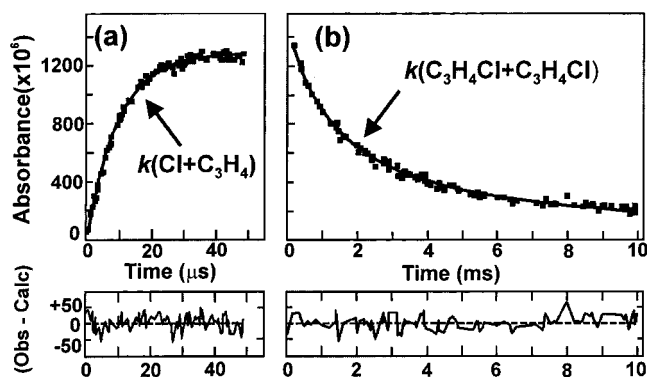 (a)
(b)
Absorbance(x10⁶)
1200
800
400
0
k(Cl+C₃H₄)
k(C₃H₄Cl+C₃H₄Cl)
0 20 40
Time (μs)
0 2 4 6 8 10
Time (ms)
(Obs - Calc)
+50
0
-50
0 20 40
0 2 4 6 8 10